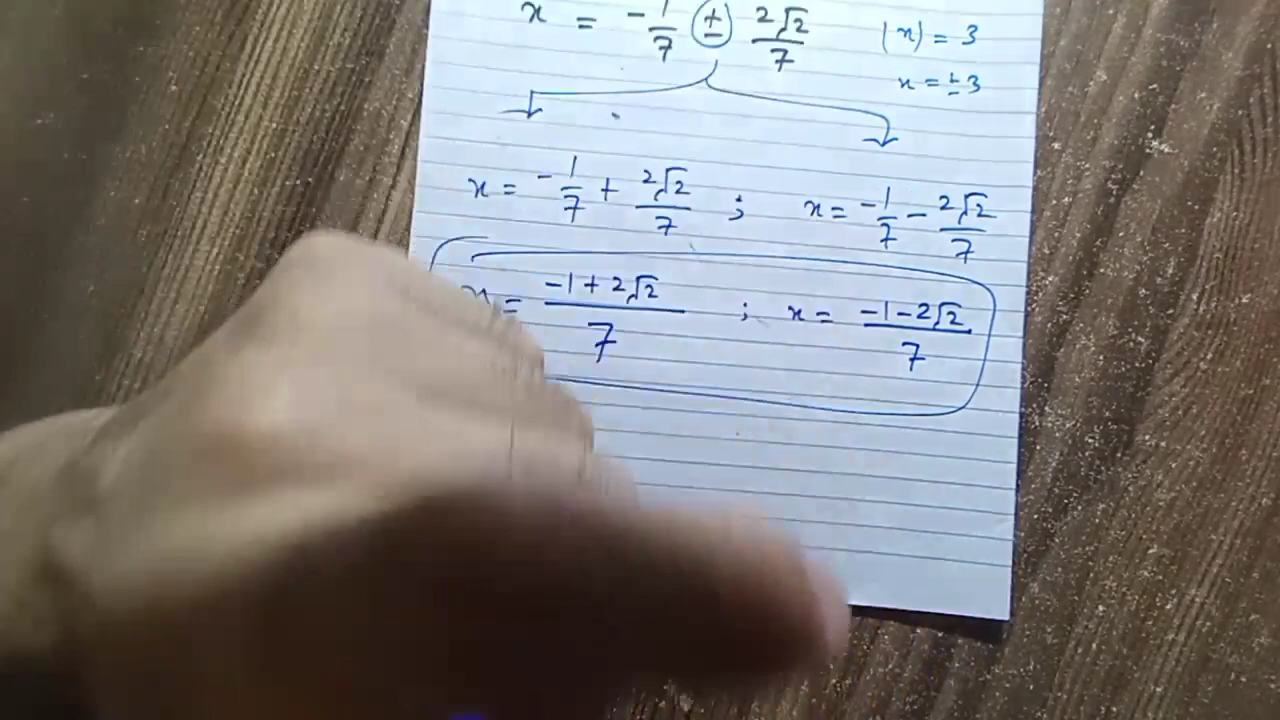 x = -1/7 ± 2√2/7
|x| = 3
x = ±3
x = -1/7 + 2√2/7 ; x = -1/7 - 2√2/7
x = -1+2√2/7 ; x = -1-2√2/7